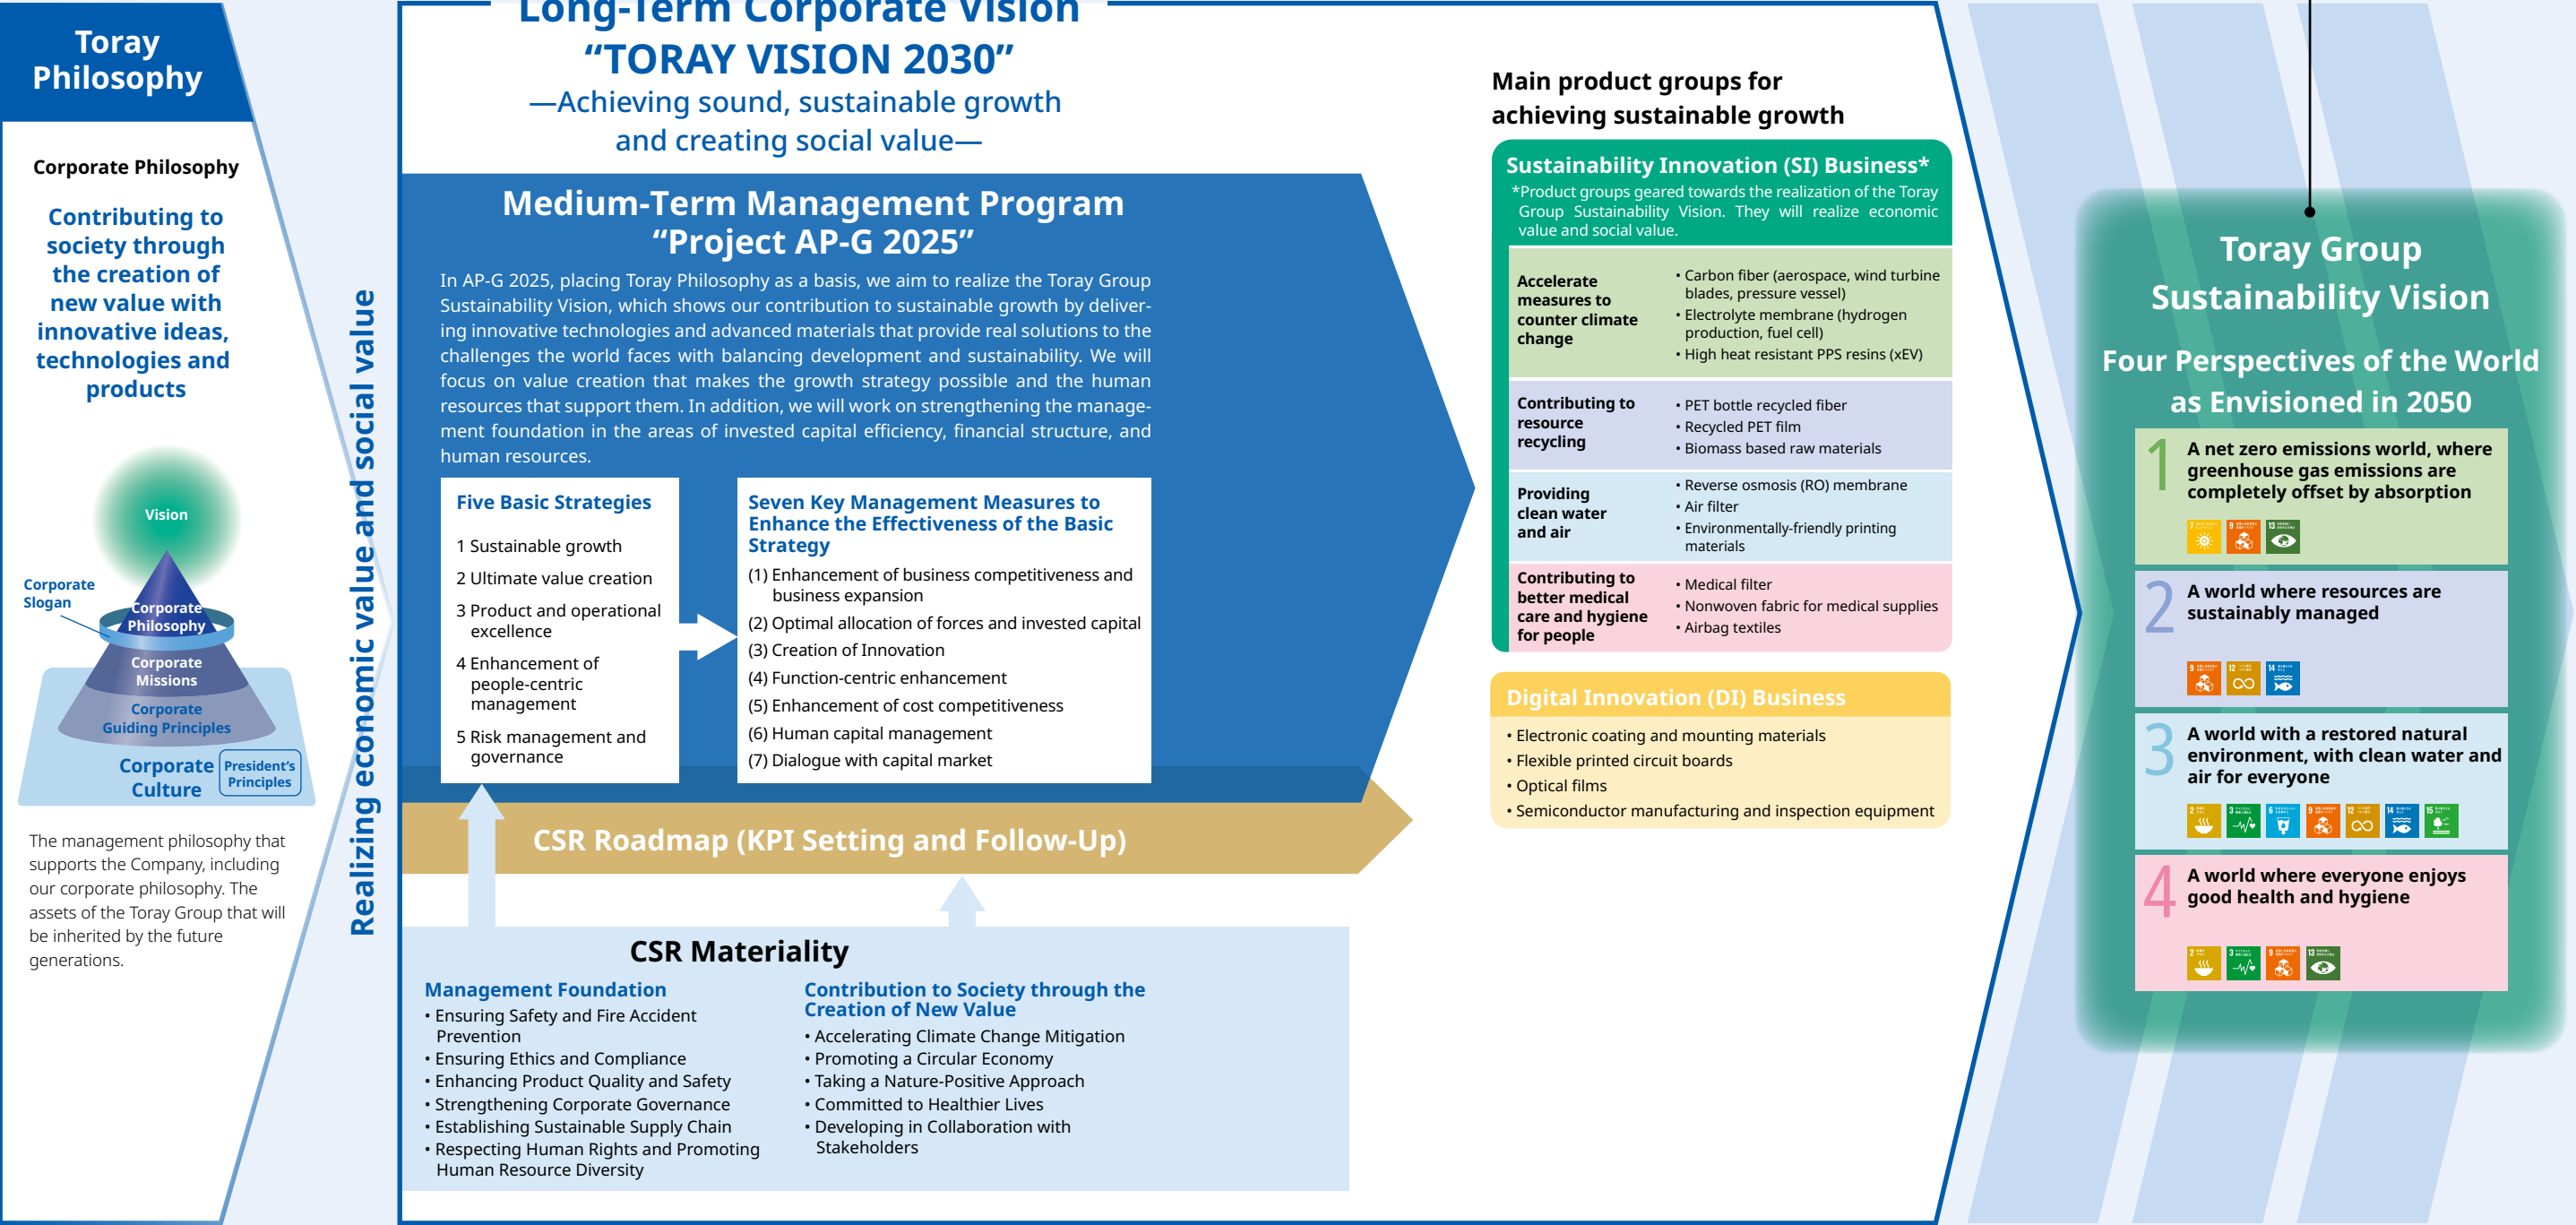 Toray
Philosophy
Corporate Philosophy
Contributing to
society through
the creation of
new value with
innovative ideas,
technologies and
products
Vision
Corporate
Slogan
Corporate
Philosophy
Corporate
Missions
Corporate
Guiding Principles
Corporate
Culture
President’s
Principles
The management philosophy that
supports the Company, including
our corporate philosophy. The
assets of the Toray Group that will
be inherited by the future
generations.
Realizing economic value and social value
Long-Term Corporate Vision
“TORAY VISION 2030”
—Achieving sound, sustainable growth
and creating social value—
Medium-Term Management Program
“Project AP-G 2025”
In AP-G 2025, placing Toray Philosophy as a basis, we aim to realize the Toray Group
Sustainability Vision, which shows our contribution to sustainable growth by deliver-
ing innovative technologies and advanced materials that provide real solutions to the
challenges the world faces with balancing development and sustainability. We will
focus on value creation that makes the growth strategy possible and the human
resources that support them. In addition, we will work on strengthening the manage-
ment foundation in the areas of invested capital efficiency, financial structure, and
human resources.
Five Basic Strategies
1 Sustainable growth
2 Ultimate value creation
3 Product and operational
excellence
4 Enhancement of
people-centric
management
5 Risk management and
governance
Seven Key Management Measures to
Enhance the Effectiveness of the Basic
Strategy
(1) Enhancement of business competitiveness and
business expansion
(2) Optimal allocation of forces and invested capital
(3) Creation of Innovation
(4) Function-centric enhancement
(5) Enhancement of cost competitiveness
(6) Human capital management
(7) Dialogue with capital market
CSR Roadmap (KPI Setting and Follow-Up)
CSR Materiality
Management Foundation
• Ensuring Safety and Fire Accident
Prevention
• Ensuring Ethics and Compliance
• Enhancing Product Quality and Safety
• Strengthening Corporate Governance
• Establishing Sustainable Supply Chain
• Respecting Human Rights and Promoting
Human Resource Diversity
Contribution to Society through the
Creation of New Value
• Accelerating Climate Change Mitigation
• Promoting a Circular Economy
• Taking a Nature-Positive Approach
• Committed to Healthier Lives
• Developing in Collaboration with
Stakeholders
Main product groups for
achieving sustainable growth
Sustainability Innovation (SI) Business*
*Product groups geared towards the realization of the Toray
Group Sustainability Vision. They will realize economic
value and social value.
Accelerate
measures to
counter climate
change
• Carbon fiber (aerospace, wind turbine
blades, pressure vessel)
• Electrolyte membrane (hydrogen
production, fuel cell)
• High heat resistant PPS resins (xEV)
Contributing to
resource
recycling
• PET bottle recycled fiber
• Recycled PET film
• Biomass based raw materials
Providing
clean water
and air
• Reverse osmosis (RO) membrane
• Air filter
• Environmentally-friendly printing
materials
Contributing to
better medical
care and hygiene
for people
• Medical filter
• Nonwoven fabric for medical supplies
• Airbag textiles
Digital Innovation (DI) Business
• Electronic coating and mounting materials
• Flexible printed circuit boards
• Optical films
• Semiconductor manufacturing and inspection equipment
Toray Group
Sustainability Vision
Four Perspectives of the World
as Envisioned in 2050
1
A net zero emissions world, where
greenhouse gas emissions are
completely offset by absorption
7 9 13
2
A world where resources are
sustainably managed
9 12 14
3
A world with a restored natural
environment, with clean water and
air for everyone
2 3 6 9 12 14 15
4
A world where everyone enjoys
good health and hygiene
2 3 9 13